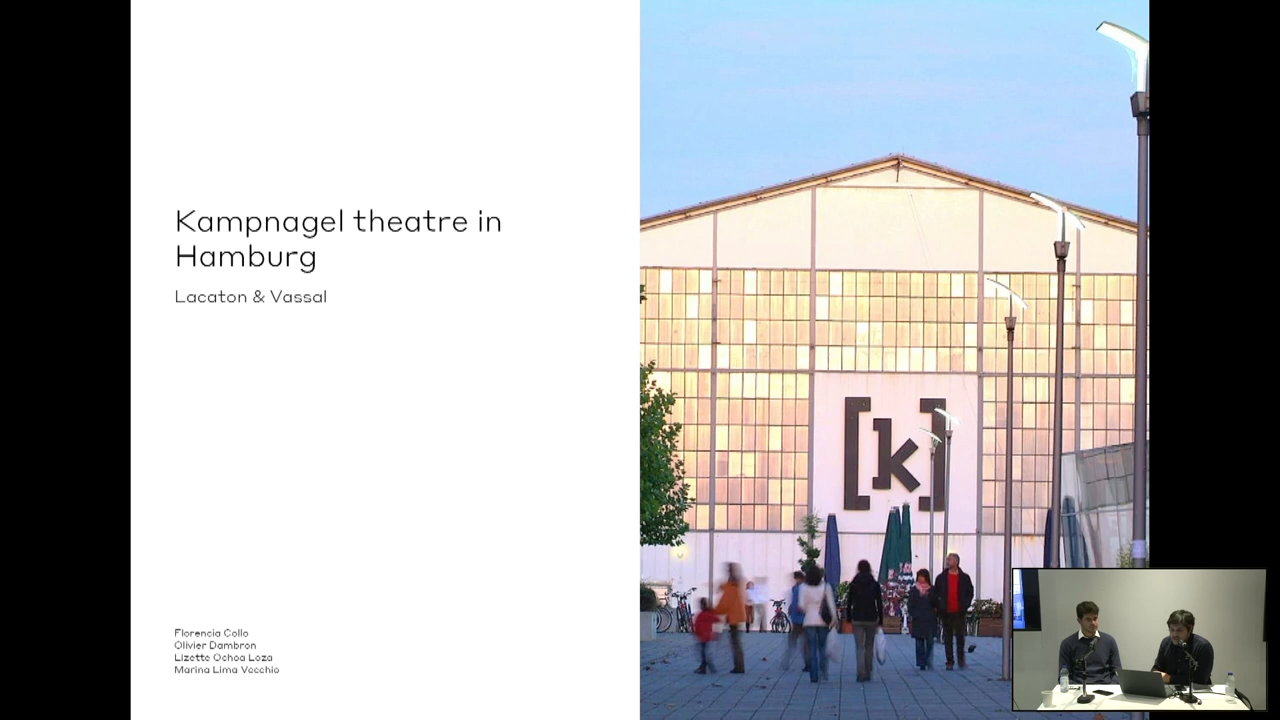 Kampnagel theatre in
Hamburg
Lacaton & Vassal
[k]
Florencia Collo
Olivier Dambron
Lizette Ochoa Loza
Marina Lima Vecchio